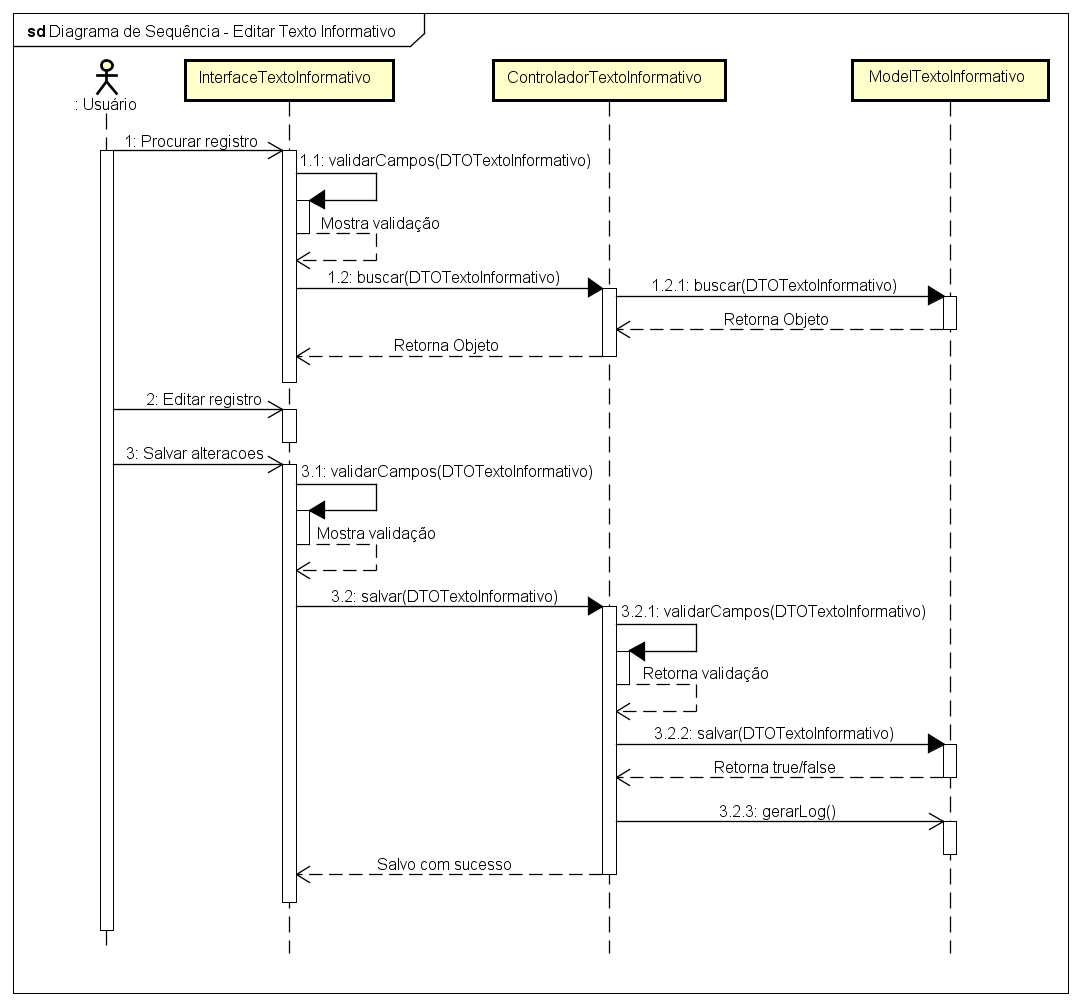 sd Diagrama de Sequência - Editar Texto Informativo
: Usuário
InterfaceTextoInformativo
ControladorTextoInformativo
ModelTextoInformativo
1: Procurar registro
1.1: validarCampos(DTOTextoInformativo)
Mostra validação
1.2: buscar(DTOTextoInformativo)
1.2.1: buscar(DTOTextoInformativo)
Retorna Objeto
Retorna Objeto
2: Editar registro
3: Salvar alteracoes
3.1: validarCampos(DTOTextoInformativo)
Mostra validação
3.2: salvar(DTOTextoInformativo)
3.2.1: validarCampos(DTOTextoInformativo)
Retorna validação
3.2.2: salvar(DTOTextoInformativo)
Retorna true/false
3.2.3: gerarLog()
Salvo com sucesso